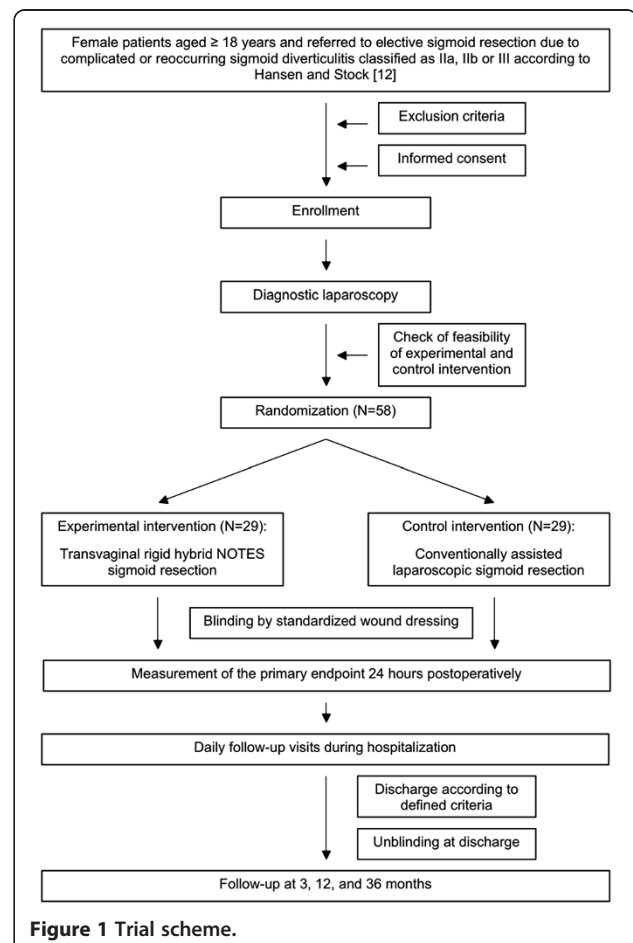 Female patients aged ≥ 18 years and referred to elective sigmoid resection due to
complicated or reoccurring sigmoid diverticulitis classified as IIa, IIb or III according to
Hansen and Stock [12]
Exclusion criteria
Informed consent
Enrollment
Diagnostic laparoscopy
Check of feasibility
of experimental and
control intervention
Randomization (N=58)
Experimental intervention (N=29):
Transvaginal rigid hybrid NOTES
sigmoid resection
Control intervention (N=29):
Conventionally assisted
laparoscopic sigmoid resection
Blinding by standardized wound dressing
Measurement of the primary endpoint 24 hours postoperatively
Daily follow-up visits during hospitalization
Discharge according to
defined criteria
Unblinding at discharge
Follow-up at 3, 12, and 36 months
Figure 1 Trial scheme.